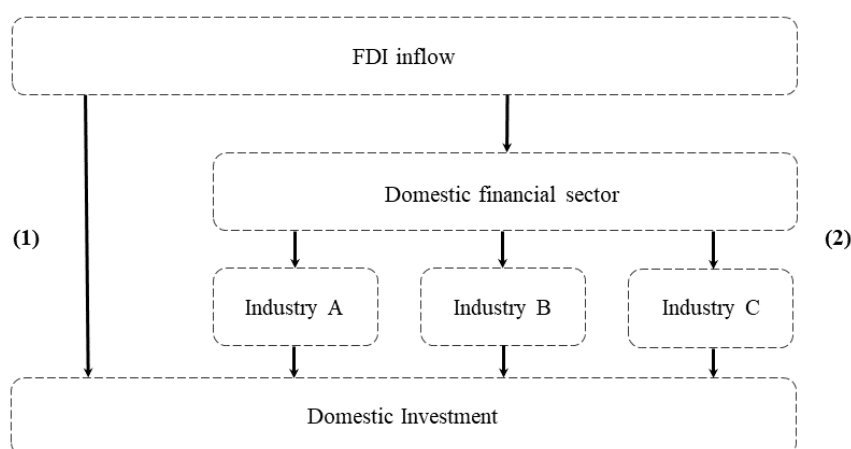 FDI inflow
Domestic financial sector
(1)
(2)
Industry A
Industry B
Industry C
Domestic Investment